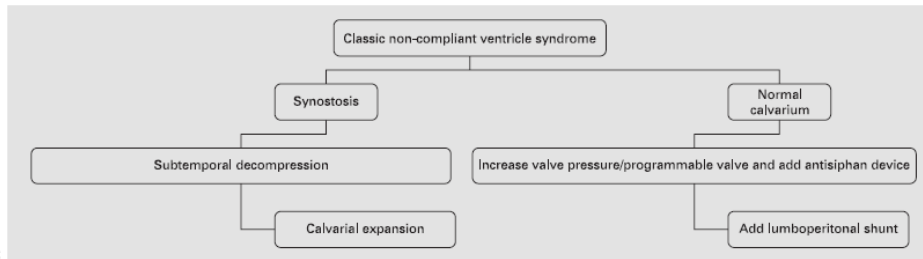 Classic non-compliant ventricle syndrome
Synostosis
Normal
calvarium
Subtemporal decompression
Increase valve pressure/programmable valve and add antisiphan device
Calvarial expansion
Add lumboperitonal shunt